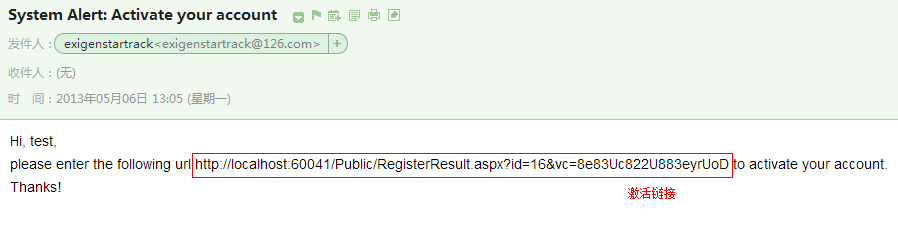 System Alert: Activate your account
发件人：exigenstartrack<exigenstartrack@126.com> +
收件人：(无)
时 间：2013年05月06日 13:05 (星期一)
Hi, test,
please enter the following url http://localhost:60041/Public/RegisterResult.aspx?id=16&vc=8e83Uc822U883eyrUoD to activate your account.
Thanks!
激活链接